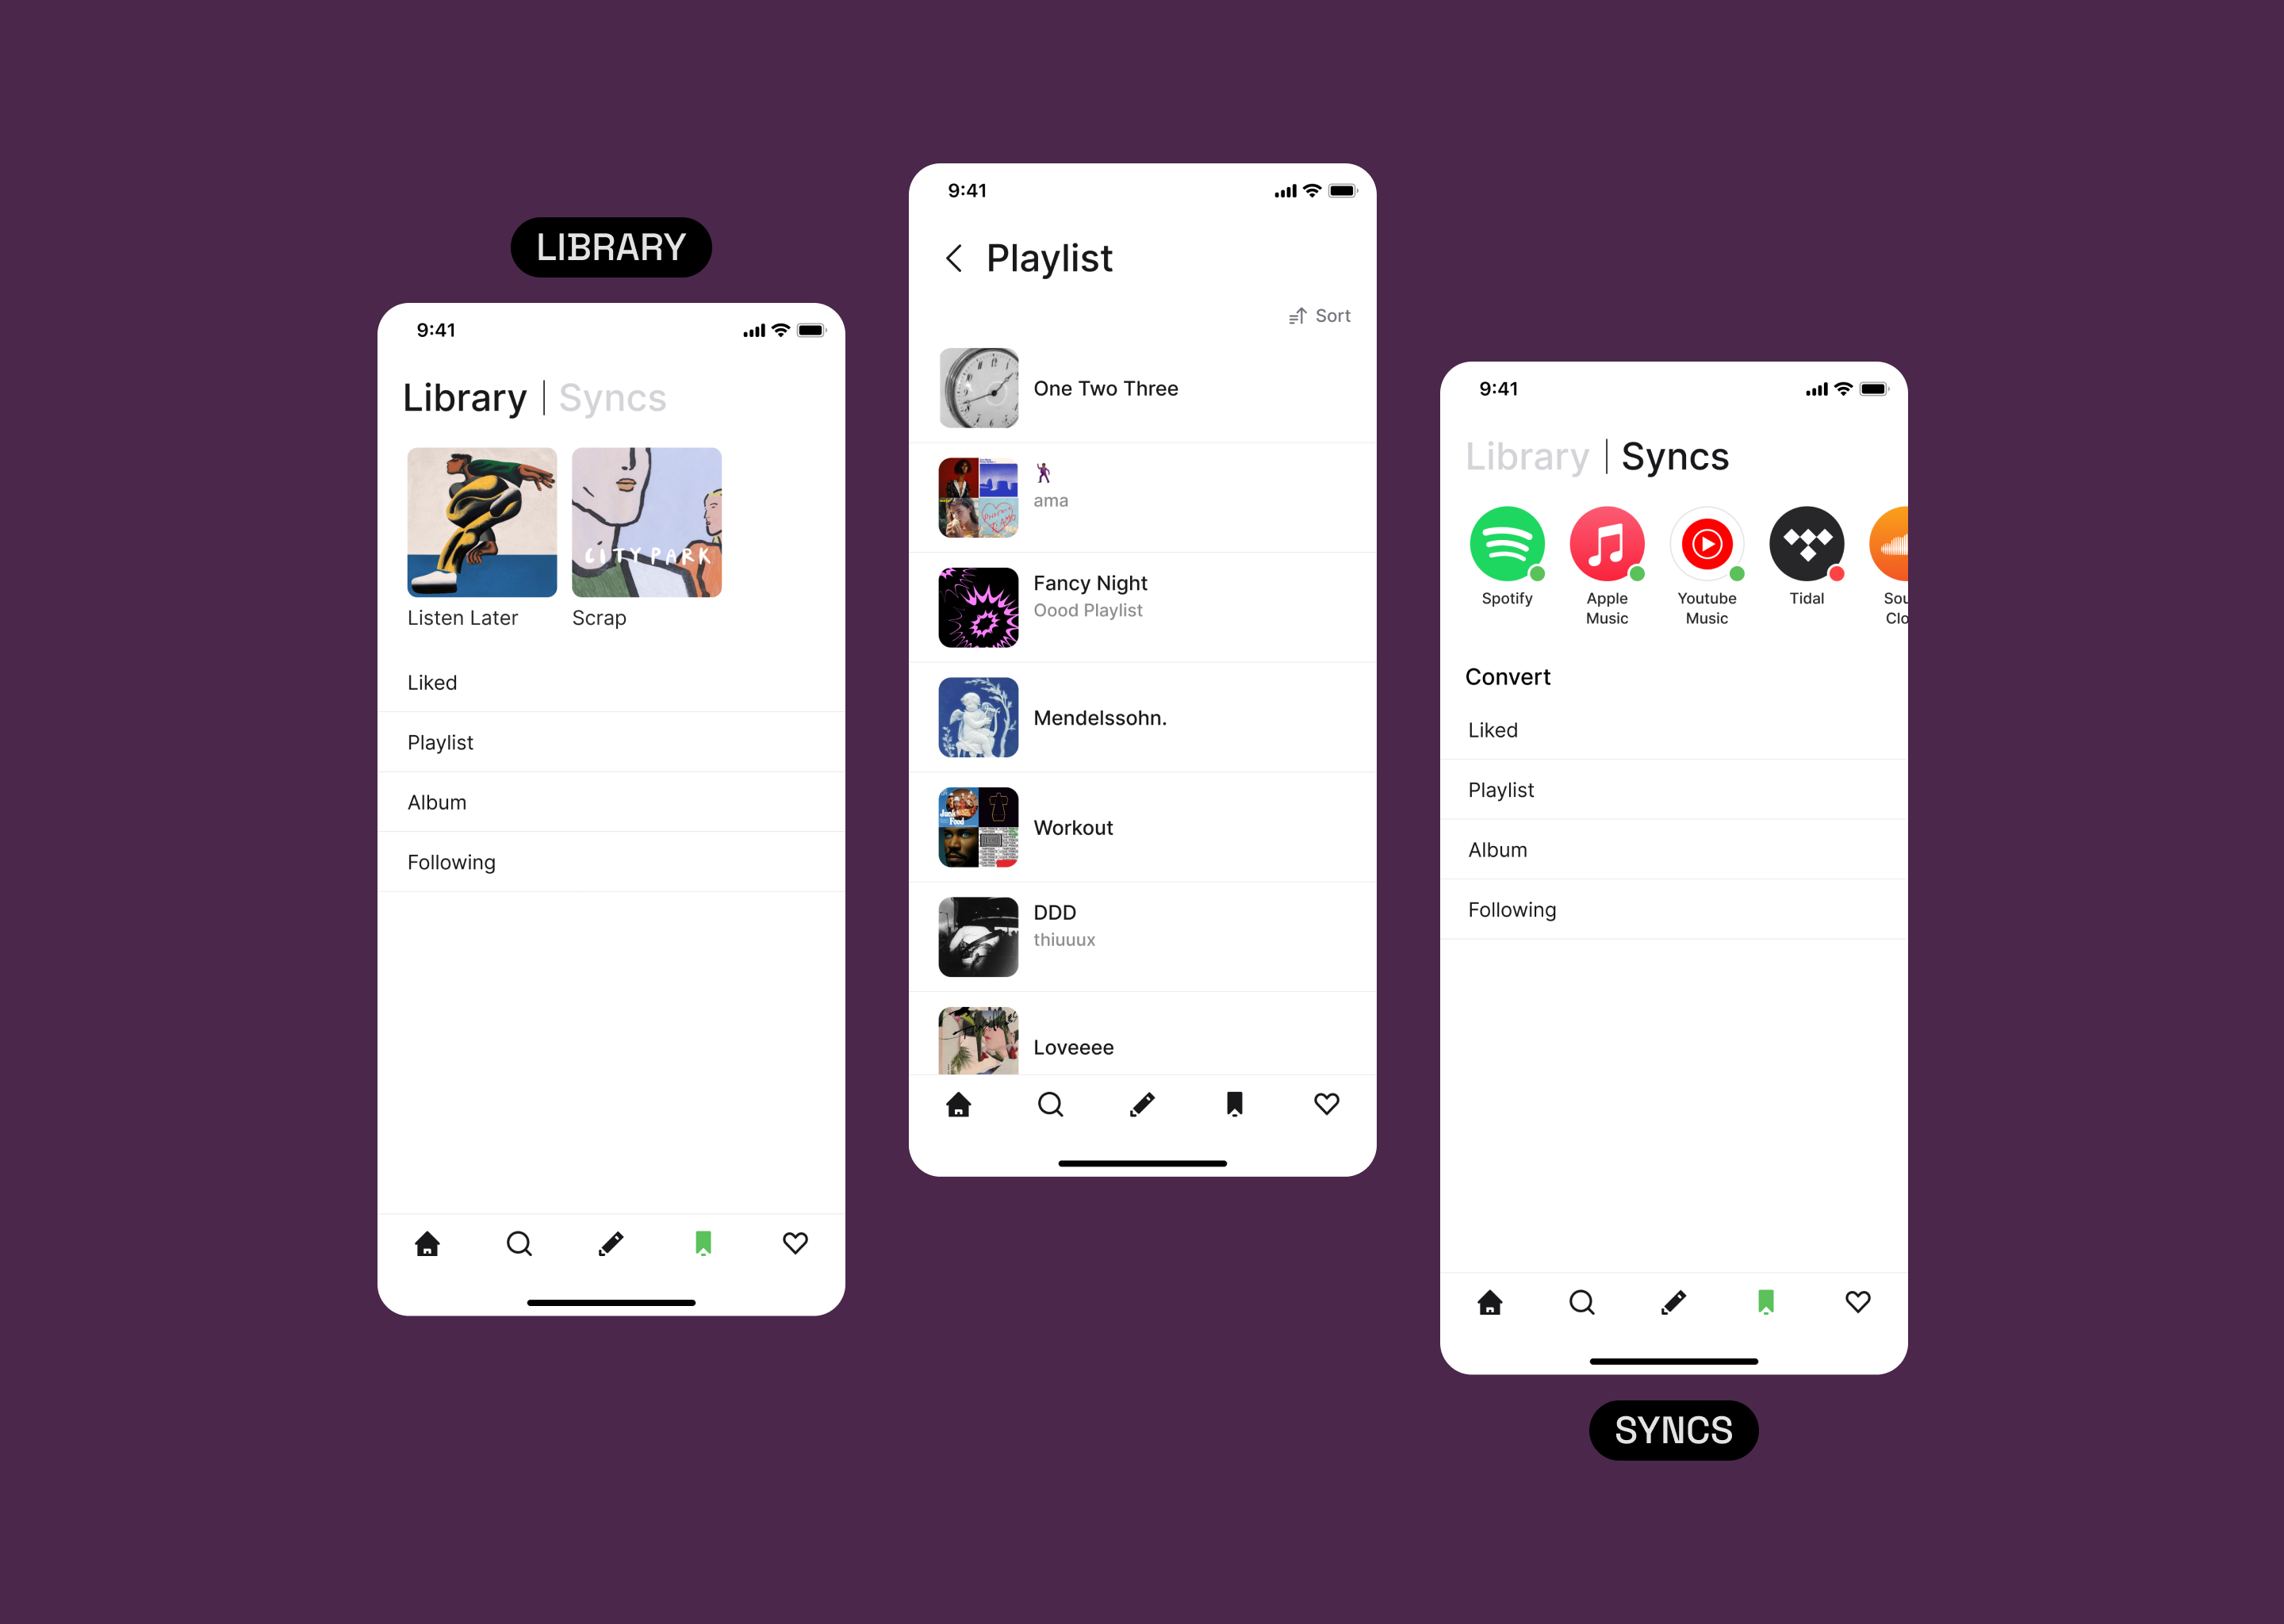 LIBRARY
9:41
Library | Syncs
CITY PARK
Listen Later
Scrap
Liked
Playlist
Album
Following
9:41
Playlist
Sort
One Two Three
ama
Fancy Night
Oood Playlist
Mendelssohn.
Junk
Food
Workout
DDD
thiuuux
Loveeee
9:41
Library | Syncs
Spotify
Apple
Music
Youtube
Music
Tidal
Sou
Clo
Convert
Liked
Playlist
Album
Following
SYNCS